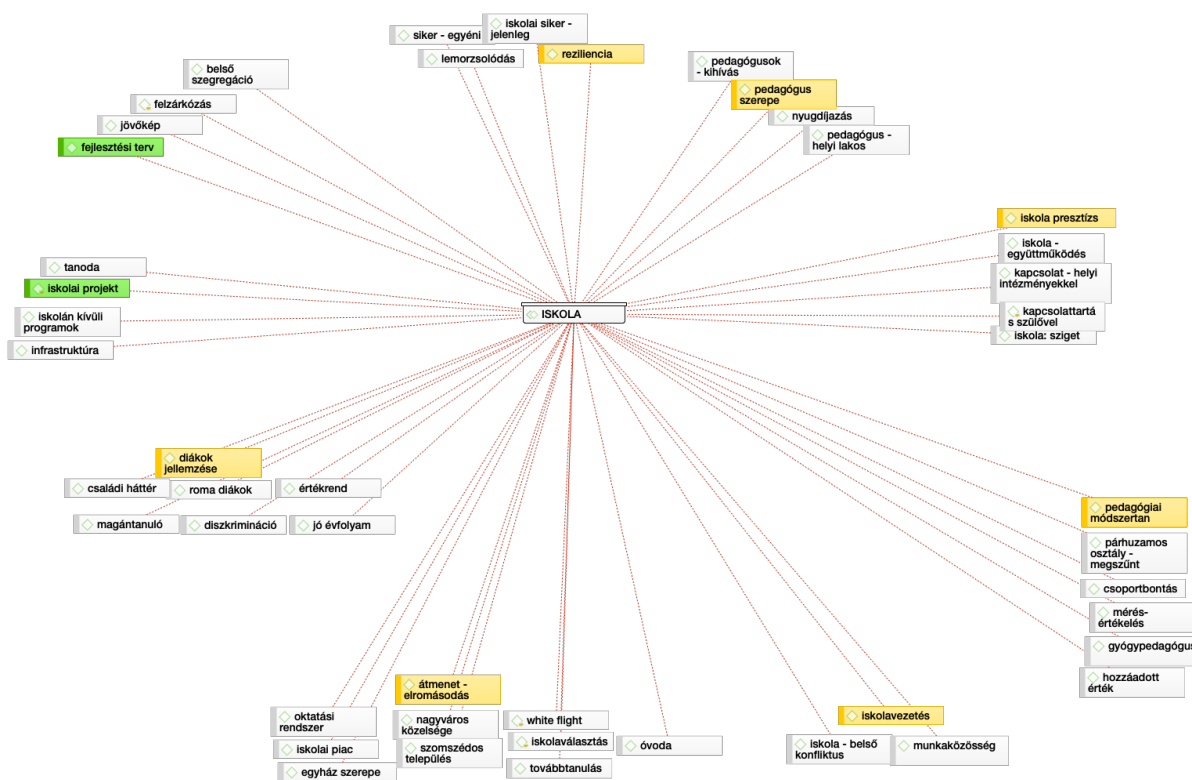 siker - egyéni
iskolai siker -
jelenleg
lemorzsolódás
reziliencia
pedagógusok
- kihívás
pedagógus
szerepe
nyugdíjazás
pedagógus -
helyi lakos
belső
szegregáció
felzárkózás
jövőkép
fejlesztési terv
iskola presztízs
iskola -
együttműködés
kapcsolat - helyi
intézményekkel
kapcsolattartá
s szülővel
iskola: sziget
tanoda
iskolai projekt
iskolán kívüli
programok
infrastruktúra
ISKOLA
diákok
jellemzése
családi háttér
roma diákok
értékrend
magántanuló
diszkrimináció
jó évfolyam
pedagógiai
módszertan
párhuzamos
osztály -
megszűnt
csoportbontás
mérés-
értékelés
gyógypedagógus
hozzáadott
érték
átmenet -
elromásodás
oktatási
rendszer
nagyváros
közelsége
white flight
iskolai piac
szomszédos
település
iskolaválasztás
óvoda
egyház szerepe
továbbtanulás
iskolavezetés
iskola - belső
konfliktus
munkaközösség